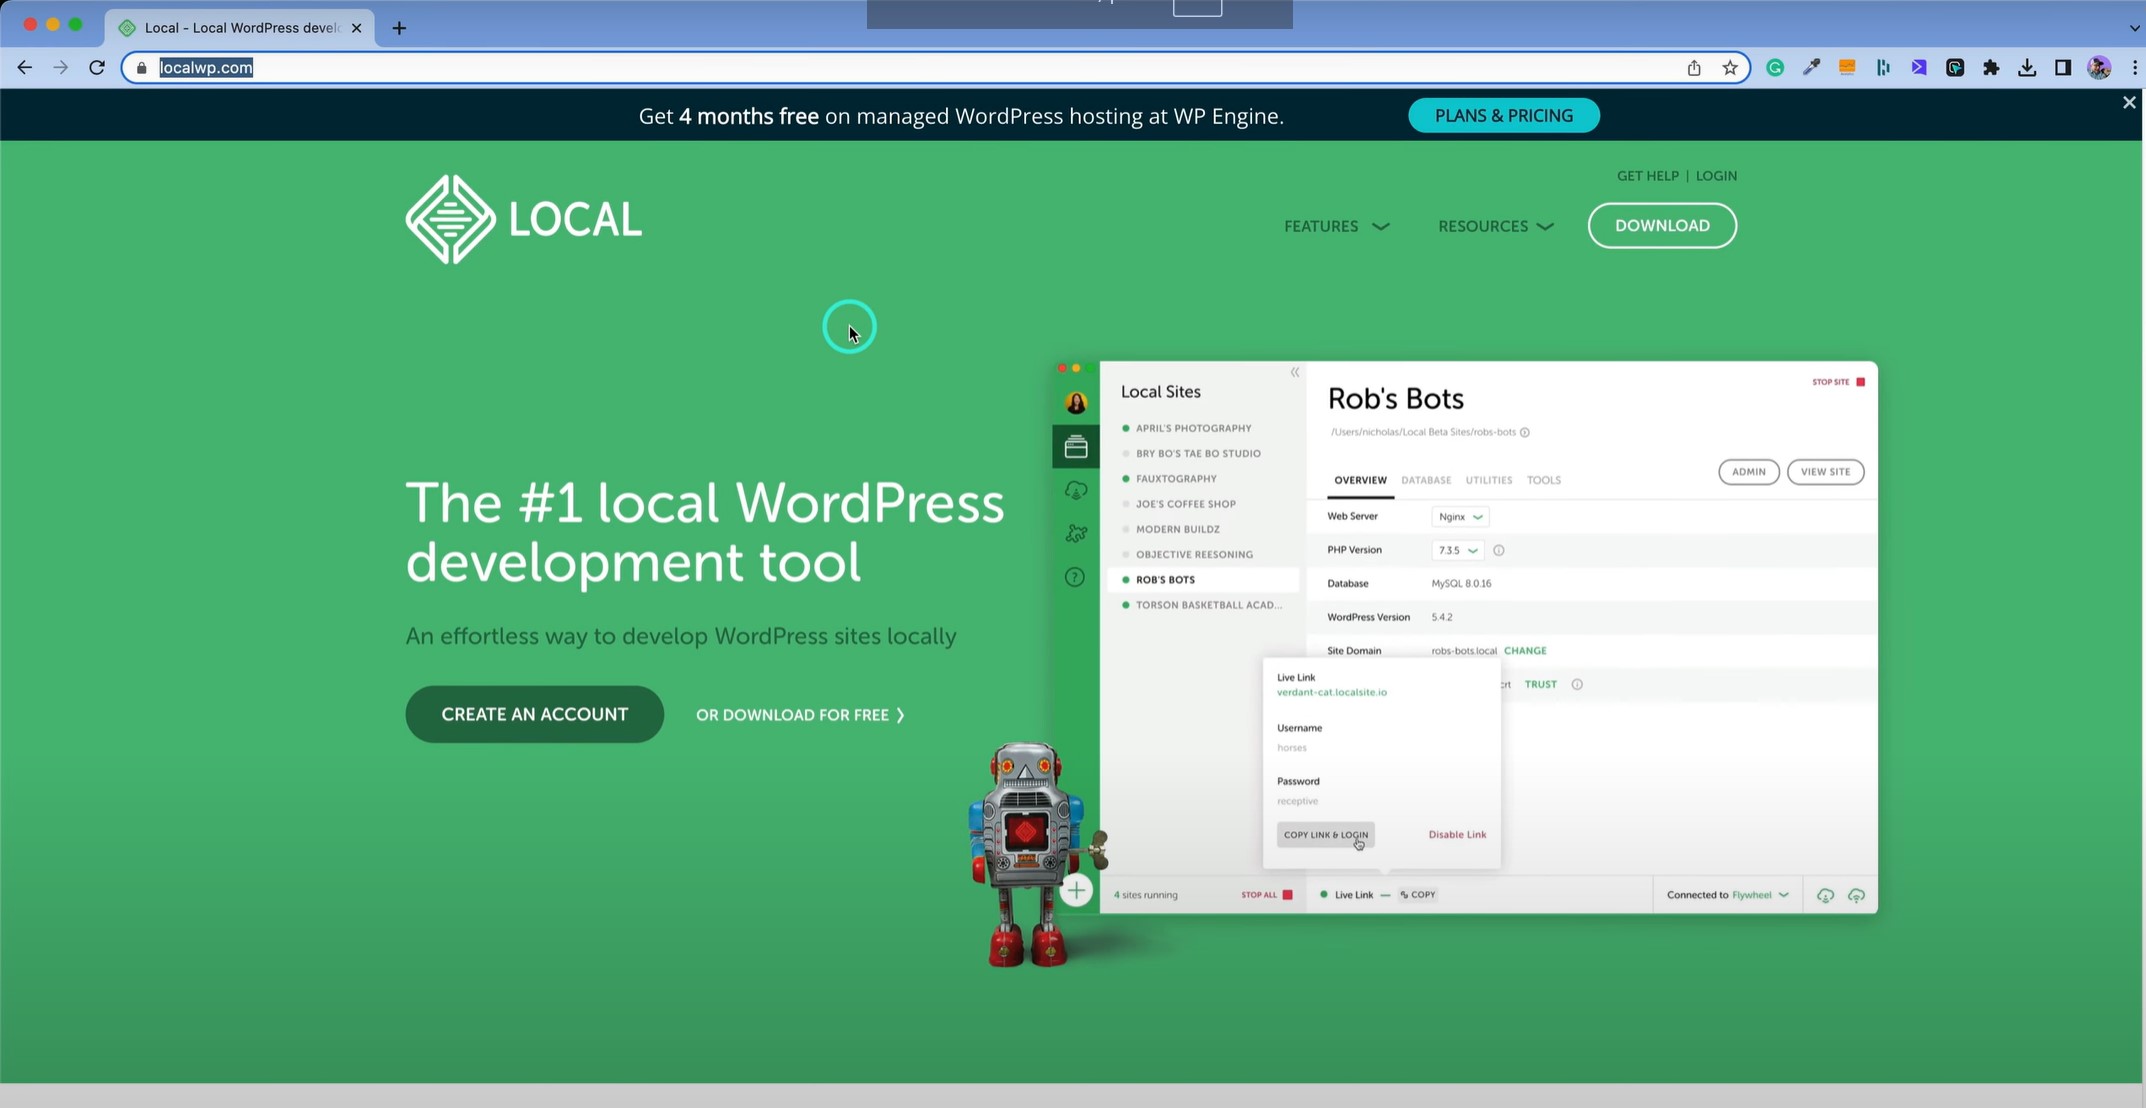 Local - Local WordPress devel
localwp.com
Get 4 months free on managed WordPress hosting at WP Engine.
PLANS & PRICING
GET HELP | LOGIN
LOCAL
FEATURES
RESOURCES
DOWNLOAD
The #1 local WordPress
development tool
An effortless way to develop WordPress sites locally
CREATE AN ACCOUNT
OR DOWNLOAD FOR FREE
Local Sites
APRIL'S PHOTOGRAPHY
BRY BO'S TAE BO STUDIO
FAUXTOGRAPHY
JOE'S COFFEE SHOP
MODERN BUILDZ
OBJECTIVE REESONING
ROB'S BOTS
TORSON BASKETBALL ACAD...
4 sites running
STOP ALL
Rob's Bots
STOP SITE
/Users/nicholas/Local Beta Sites/robs-bots
ADMIN
VIEW SITE
OVERVIEW DATABASE UTILITIES TOOLS
Web Server Nginx
PHP Version 7.3.5
Database MySQL 8.0.16
WordPress Version 5.4.2
Site Domain robs-bots.local CHANGE
crt TRUST
Live Link
verdant-cat.localsite.io
Username
horses
Password
receptive
COPY LINK & LOGIN
Disable Link
Live Link
COPY
Connected to Flywheel